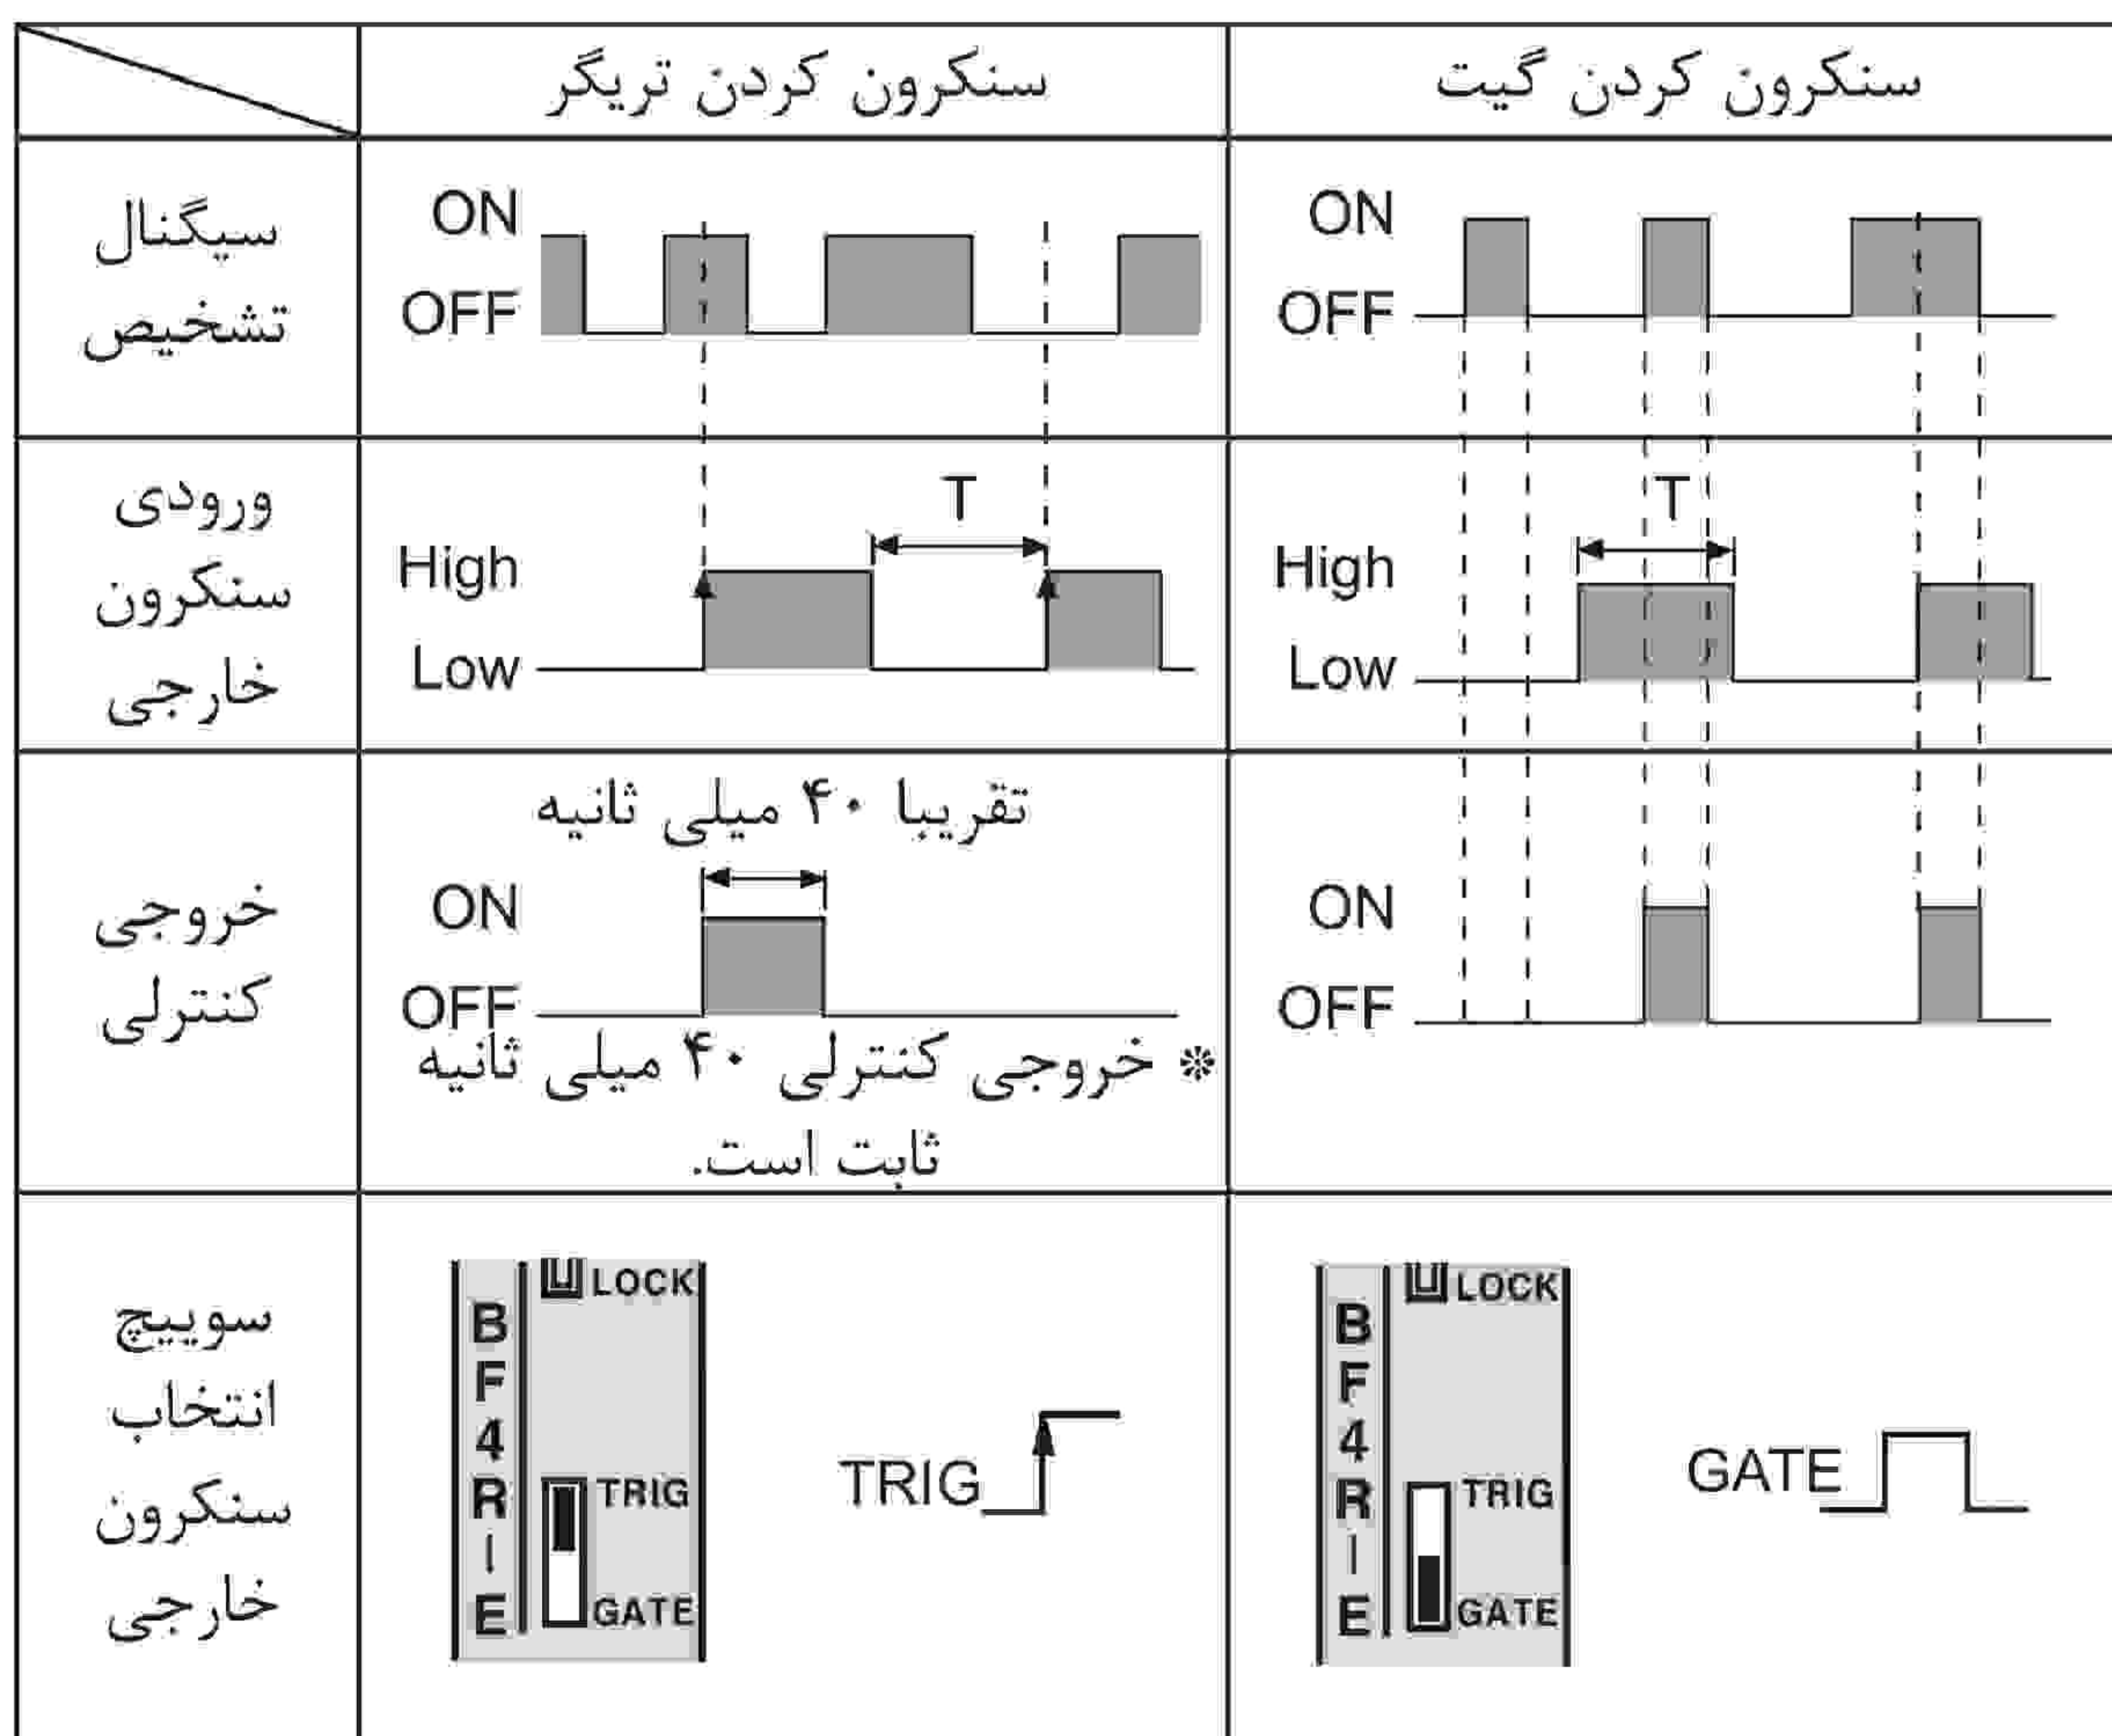 سنکرون کردن تریگر
سنکرون کردن گیت
سیگنال
تشخیص
ON
OFF
ON
OFF
ورودی
سنکرون
خارجی
T
High
Low
T
High
Low
خروجی
کنترلی
تقریبا ۴۰ میلی ثانیه
ON
OFF
❊ خروجی کنترلی ۴۰ میلی ثانیه
ثابت است.
ON
OFF
سوییچ
انتخاب
سنکرون
خارجی
BF4R-E
LOCK
TRIG
GATE
TRIG
BF4R-E
LOCK
TRIG
GATE
GATE